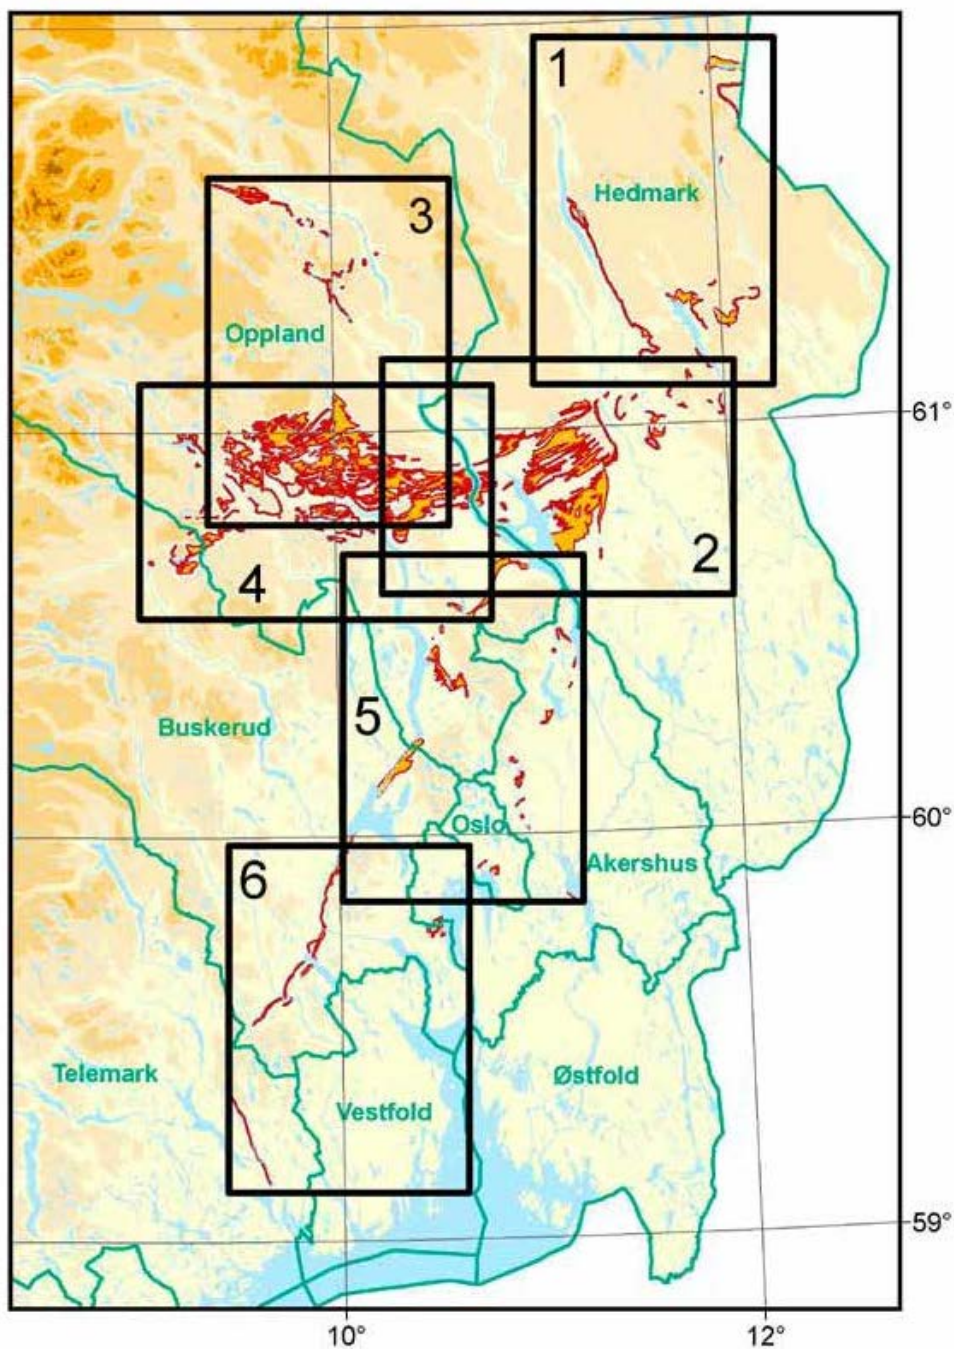 1
Hedmark
3
Oppland
61°
2
4
5
Buskerud
Oslo
60°
Akershus
6
Telemark
Østfold
Vestfold
59°
10°
12°